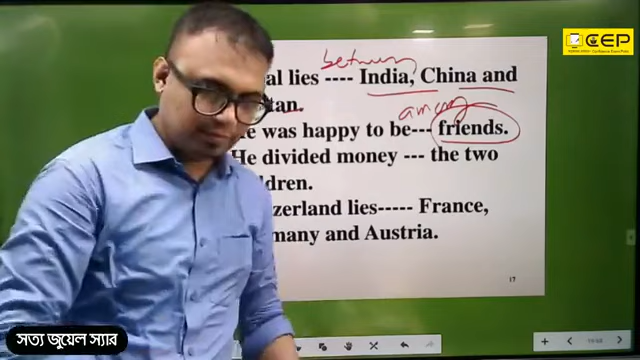 between
al lies ---- India, China and
tan.
among
e was happy to be--- friends.
He divided money --- the two
ldren.
zerland lies----- France,
many and Austria.
17
CEP
সত্য জুয়েল স্যার